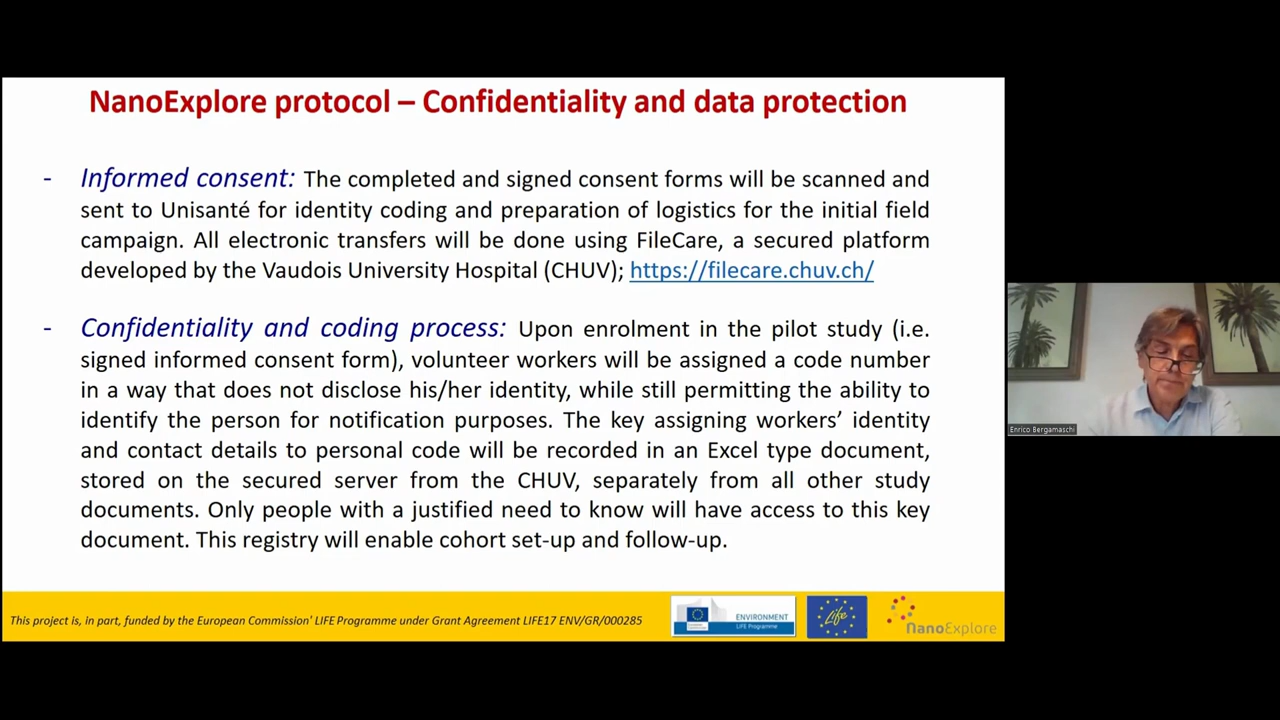 NanoExplore protocol – Confidentiality and data protection
- Informed consent: The completed and signed consent forms will be scanned and
sent to Unisanté for identity coding and preparation of logistics for the initial field
campaign. All electronic transfers will be done using FileCare, a secured platform
developed by the Vaudois University Hospital (CHUV); https://filecare.chuv.ch/
- Confidentiality and coding process: Upon enrolment in the pilot study (i.e.
signed informed consent form), volunteer workers will be assigned a code number
in a way that does not disclose his/her identity, while still permitting the ability to
identify the person for notification purposes. The key assigning workers’ identity
and contact details to personal code will be recorded in an Excel type document,
stored on the secured server from the CHUV, separately from all other study
documents. Only people with a justified need to know will have access to this key
document. This registry will enable cohort set-up and follow-up.
This project is, in part, funded by the European Commission' LIFE Programme under Grant Agreement LIFE17 ENV/GR/000285
ENVIRONMENT
LIFE Programme
Life
NanoExplore
Enrico Bergamaschi